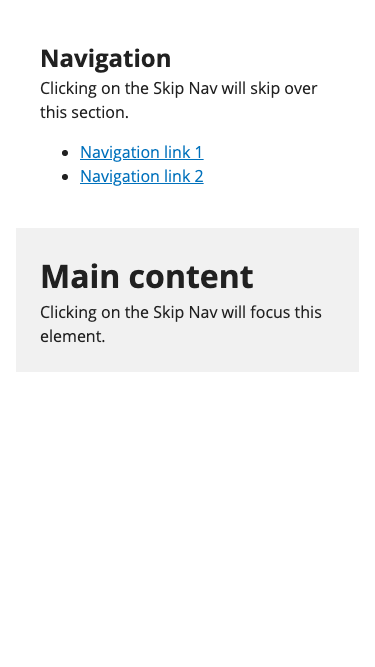 Navigation
Clicking on the Skip Nav will skip over
this section.
Navigation link 1
Navigation link 2
Main content
Clicking on the Skip Nav will focus this
element.